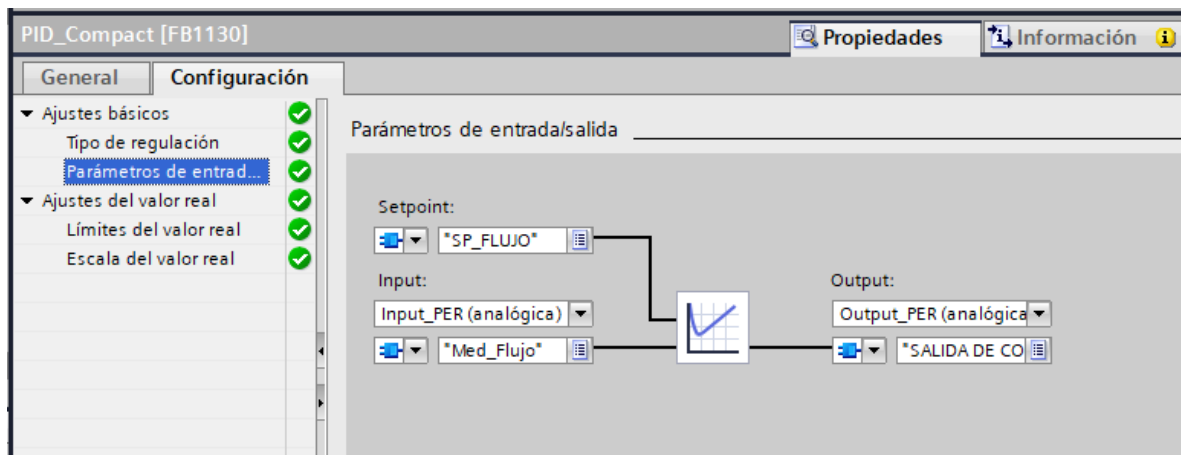 PID_Compact [FB1130]
Propiedades
Información
General
Configuración
Ajustes básicos
Tipo de regulación
Parámetros de entrad...
Ajustes del valor real
Límites del valor real
Escala del valor real
Parámetros de entrada/salida
Setpoint:
"SP_FLUJO"
Input:
Input_PER (analógica)
"Med_Flujo"
Output:
Output_PER (analógica
"SALIDA DE CO